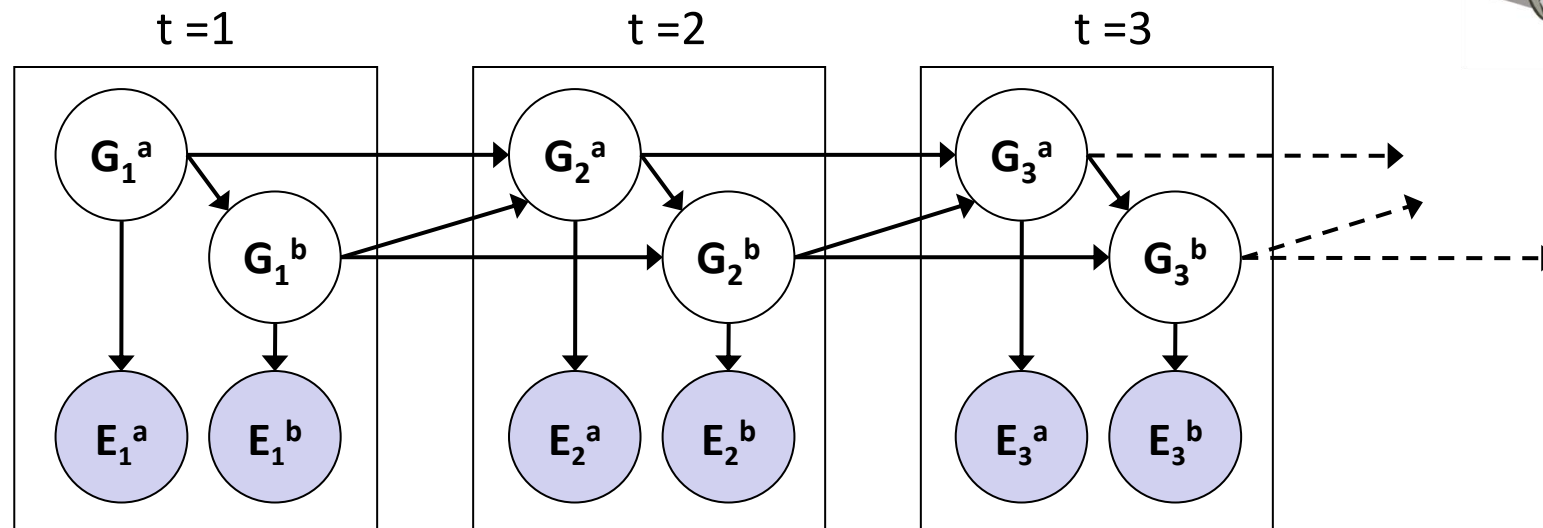 t =1 t =2 t =3
G₁ᵃ G₂ᵃ G₃ᵃ
G₁ᵇ G₂ᵇ G₃ᵇ
E₁ᵃ E₁ᵇ E₂ᵃ E₂ᵇ E₃ᵃ E₃ᵇ